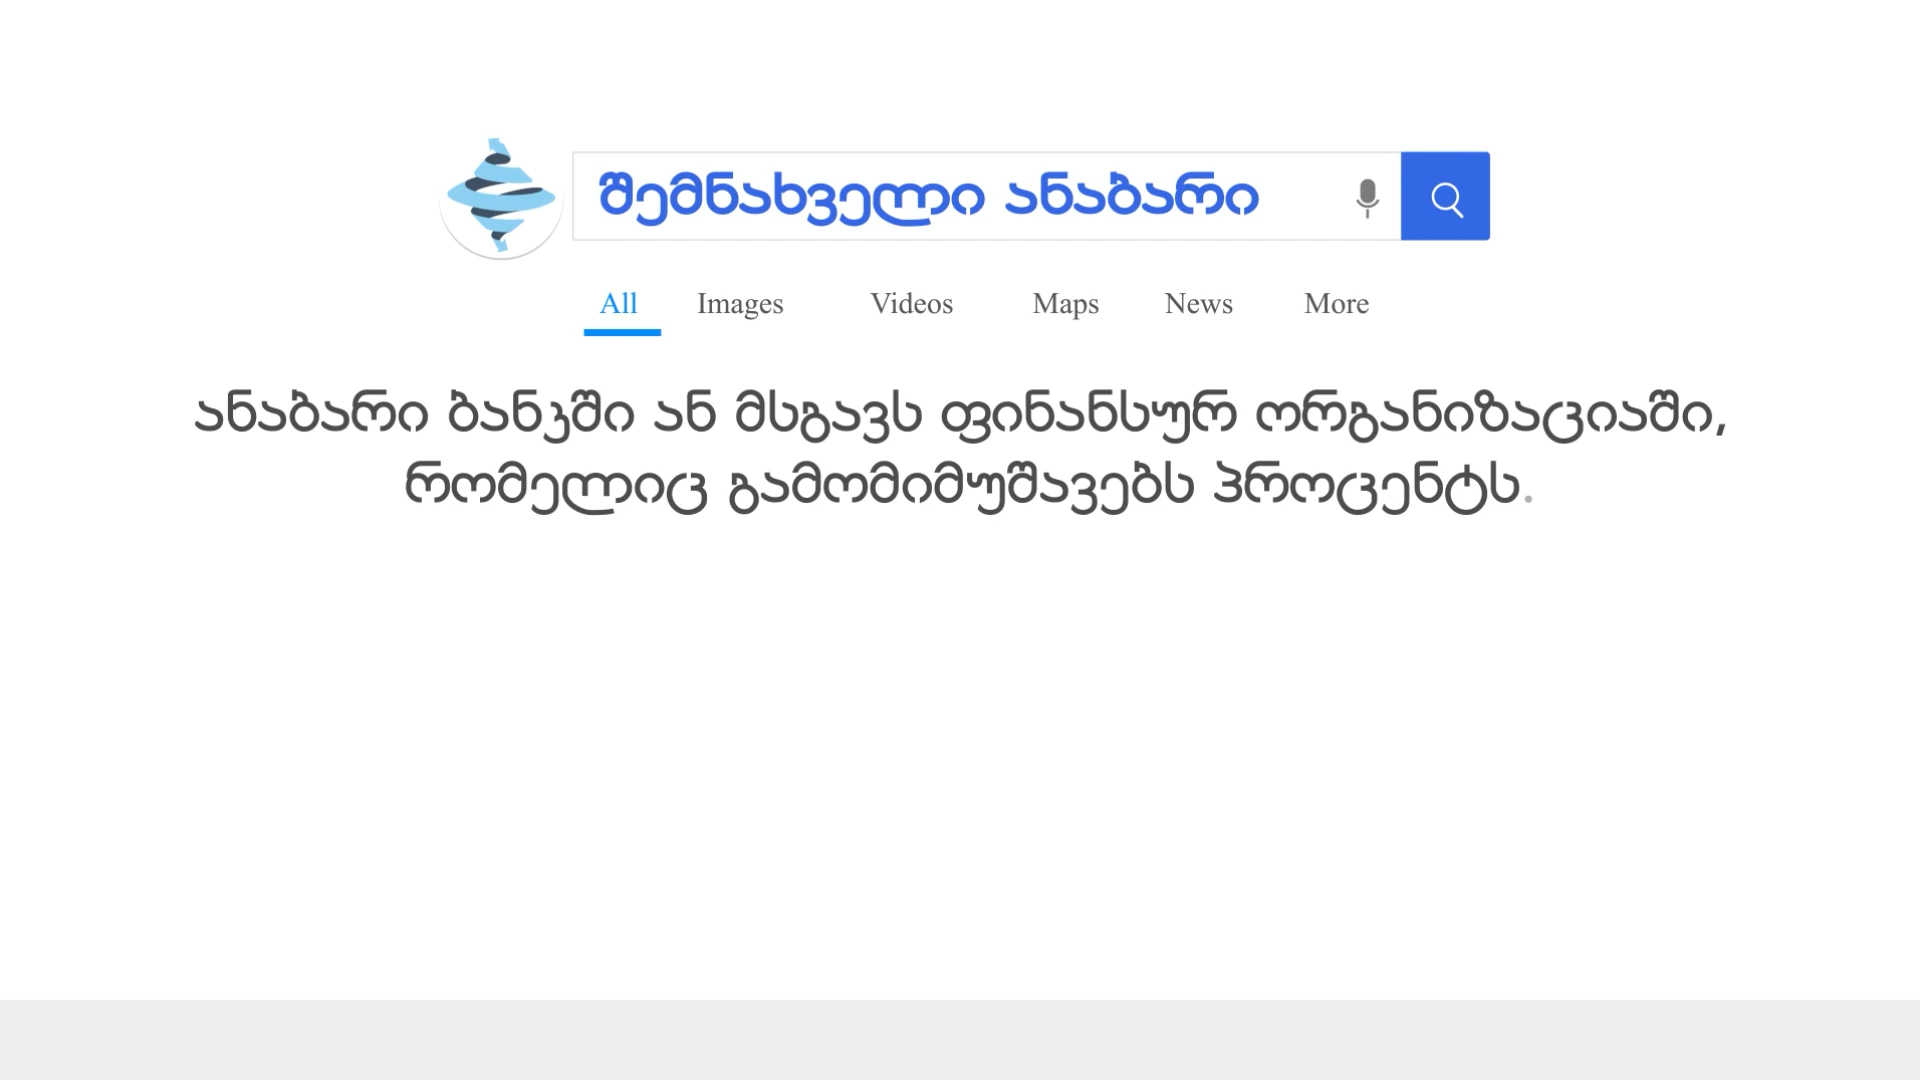 შემნახველი ანაბარი
All Images Videos Maps News More
ანაბარი ბანკში ან მსგავს ფინანსურ ორგანიზაციაში,
რომელიც გამომიმუშავებს პროცენტს.